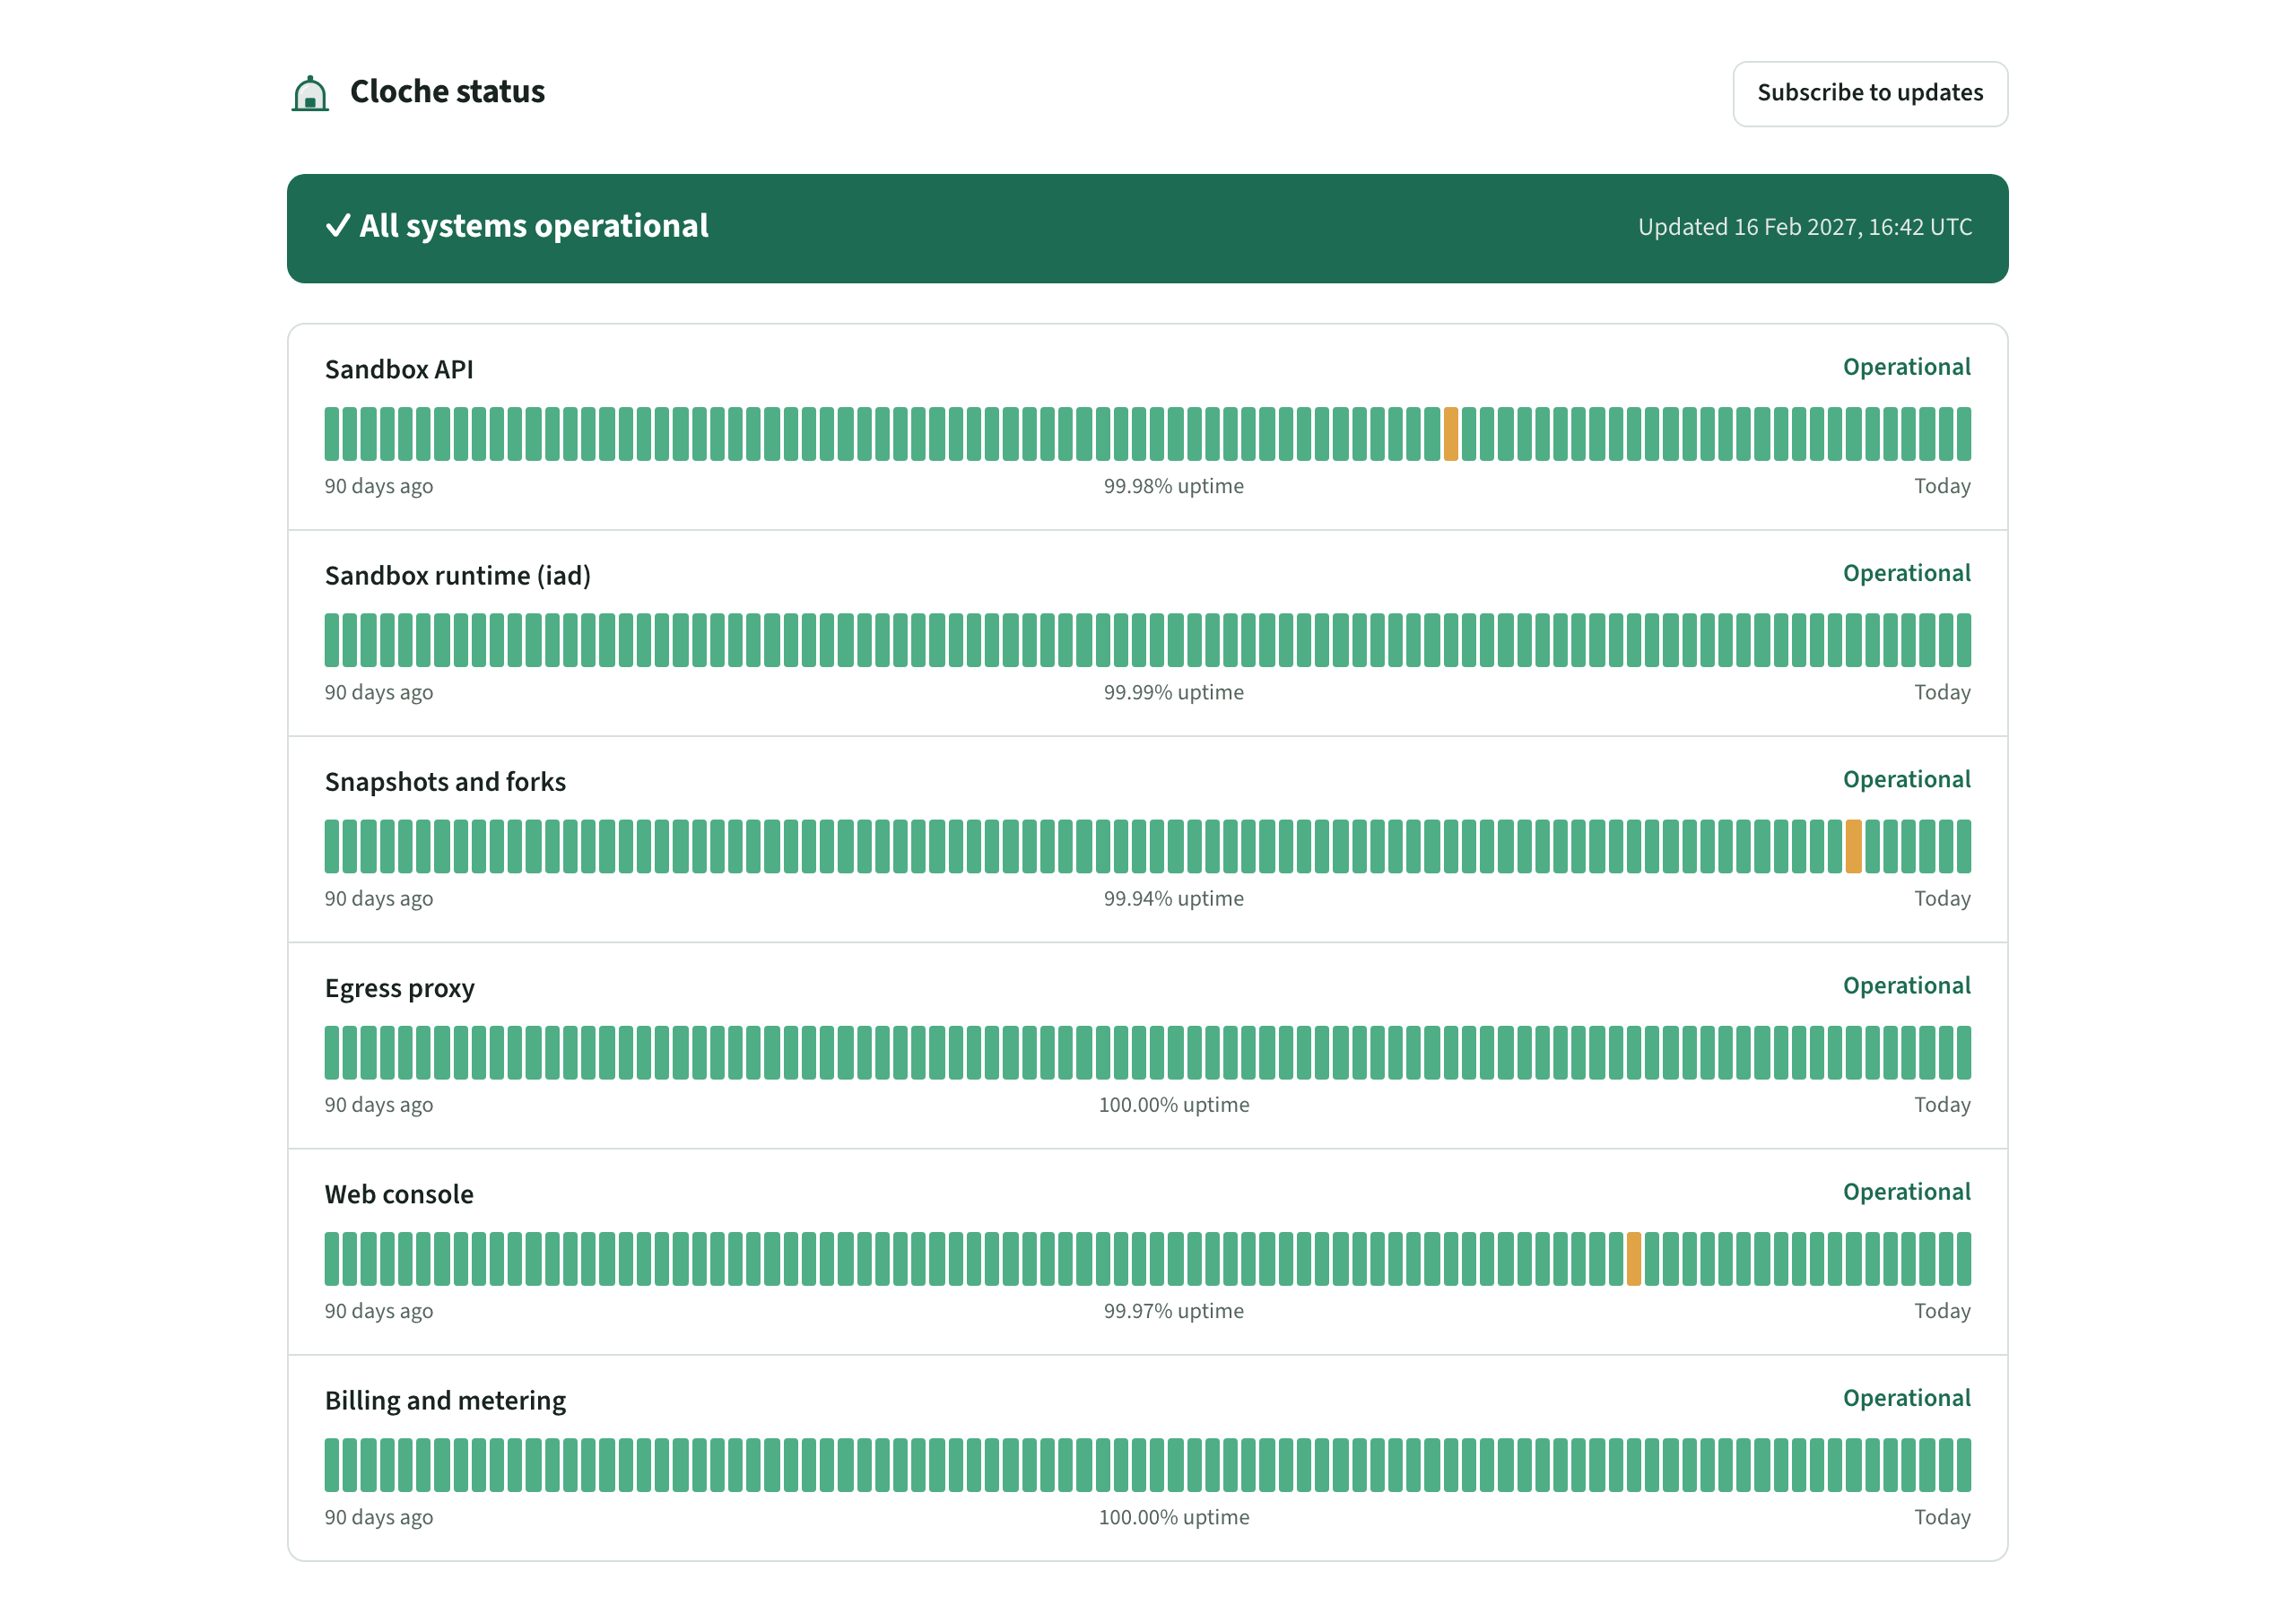 Cloche status
Subscribe to updates
✓ All systems operational
Updated 16 Feb 2027, 16:42 UTC
Sandbox API
Operational
90 days ago
99.98% uptime
Today
Sandbox runtime (iad)
Operational
90 days ago
99.99% uptime
Today
Snapshots and forks
Operational
90 days ago
99.94% uptime
Today
Egress proxy
Operational
90 days ago
100.00% uptime
Today
Web console
Operational
90 days ago
99.97% uptime
Today
Billing and metering
Operational
90 days ago
100.00% uptime
Today